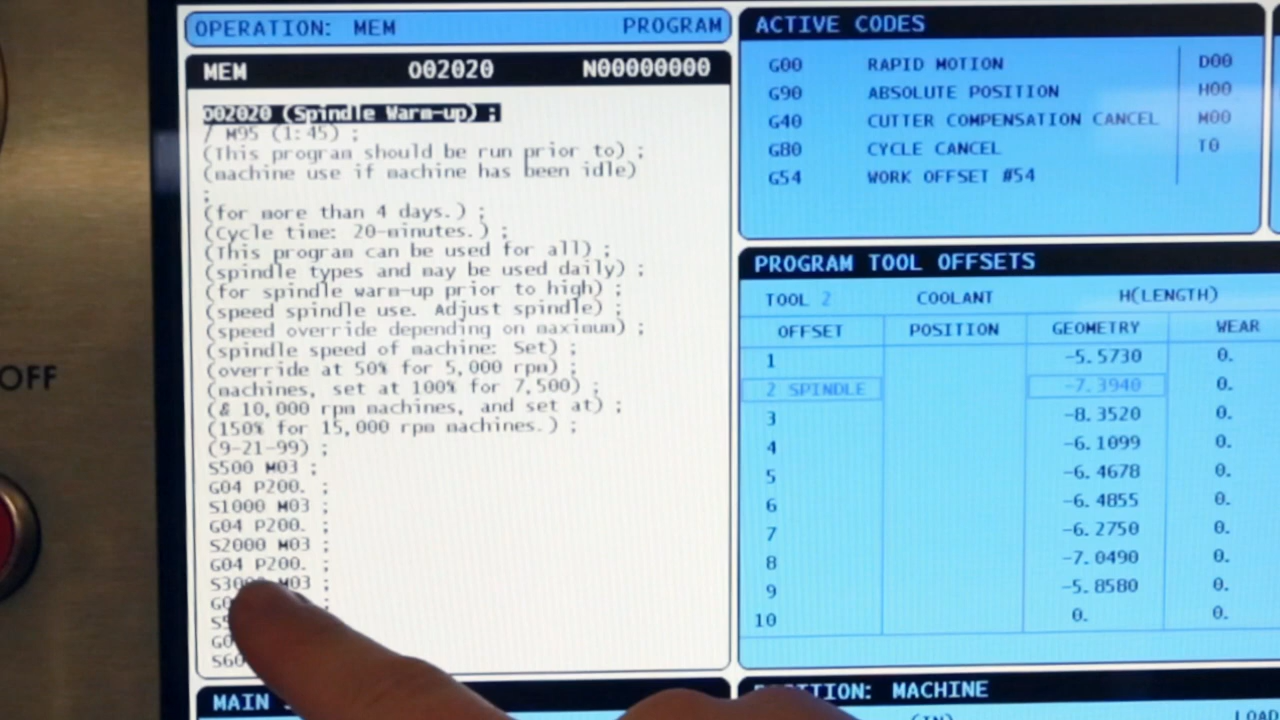 OFF
OPERATION: MEM PROGRAM
MEM O02020 N00000000
O02020 (Spindle Warm-up) ;
/ M95 (1:45) ;
(This program should be run prior to) ;
(machine use if machine has been idle)
;
(for more than 4 days.) ;
(Cycle time: 20-minutes.) ;
(This program can be used for all) ;
(spindle types and may be used daily) ;
(for spindle warm-up prior to high) ;
(speed spindle use. Adjust spindle) ;
(speed override depending on maximum) ;
(spindle speed of machine: Set) ;
(override at 50% for 5,000 rpm) ;
(machines, set at 100% for 7,500) ;
(& 10,000 rpm machines, and set at) ;
(150% for 15,000 rpm machines.) ;
(9-21-99) ;
S500 M03 ;
G04 P200. ;
S1000 M03 ;
G04 P200. ;
S2000 M03 ;
G04 P200. ;
S3000 M03 ;
MAIN
ACTIVE CODES
G00 RAPID MOTION D00
G90 ABSOLUTE POSITION H00
G40 CUTTER COMPENSATION CANCEL M00
G80 CYCLE CANCEL T0
G54 WORK OFFSET #54
PROGRAM TOOL OFFSETS
TOOL 2 COOLANT H(LENGTH)
OFFSET POSITION GEOMETRY WEAR
1 -5.5730 0.
2 SPINDLE -7.3940 0.
3 -8.3520 0.
4 -6.1099 0.
5 -6.4678 0.
6 -6.4855 0.
7 -6.2750 0.
8 -7.0490 0.
9 -5.8580 0.
10 0. 0.
POSITION: MACHINE
(IN) LOAD